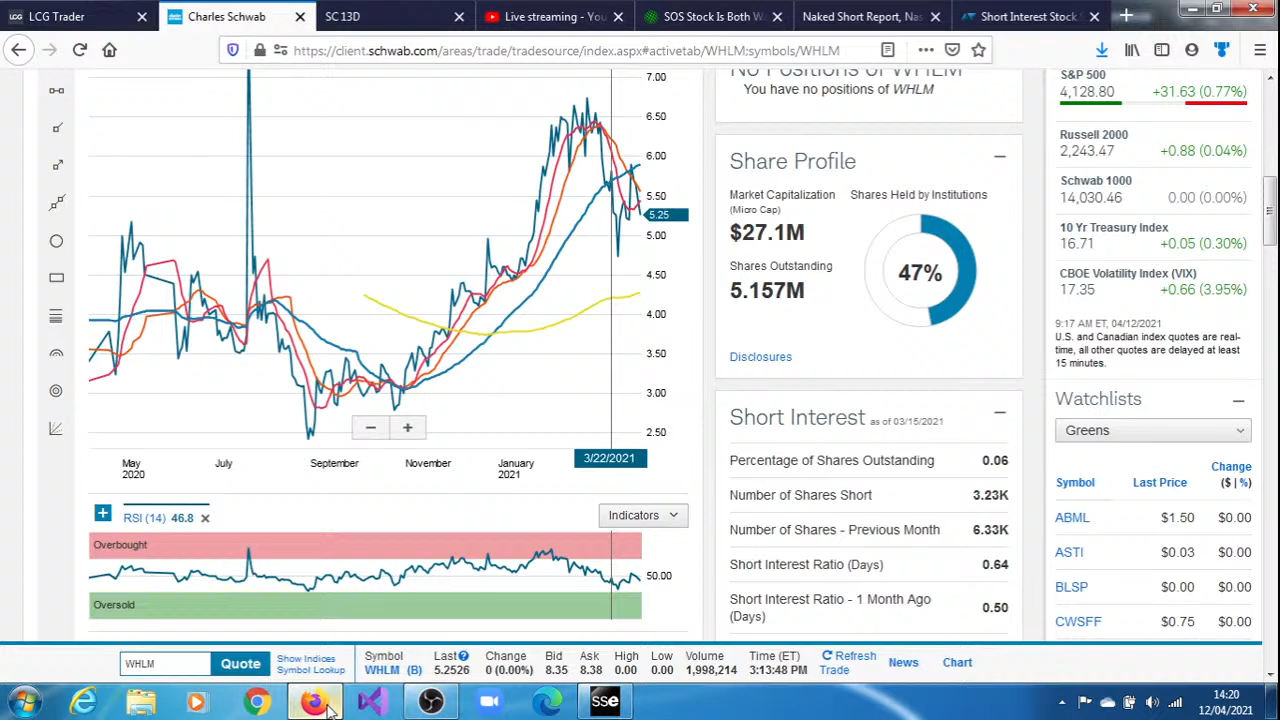 LCG Trader
Charles Schwab
SC 13D
Live streaming - You
SOS Stock Is Both W
Naked Short Report, Nas
Short Interest Stock S
https://client.schwab.com/areas/trade/tradesource/index.aspx#activetab/WHLM:symbols/WHLM
7.00
6.50
6.00
5.50
5.25
5.00
4.50
4.00
3.50
3.00
2.50
May
2020
July
September
November
January
2021
3/22/2021
RSI (14) 46.8
Indicators
Overbought
50.00
Oversold
No Positions of WHLM
You have no positions of WHLM
Share Profile
Market Capitalization
(Micro Cap)
$27.1M
Shares Outstanding
5.157M
Shares Held by Institutions
47%
Disclosures
Short Interest as of 03/15/2021
Percentage of Shares Outstanding 0.06
Number of Shares Short 3.23K
Number of Shares - Previous Month 6.33K
Short Interest Ratio (Days) 0.64
Short Interest Ratio - 1 Month Ago
(Days) 0.50
S&P 500
4,128.80 +31.63 (0.77%)
Russell 2000
2,243.47 +0.88 (0.04%)
Schwab 1000
14,030.46 0.00 (0.00%)
10 Yr Treasury Index
16.71 +0.05 (0.30%)
CBOE Volatility Index (VIX)
17.35 +0.66 (3.95%)
9:17 AM ET, 04/12/2021
U.S. and Canadian index quotes are real-
time, all other quotes are delayed at least
15 minutes.
Watchlists
Greens
Symbol Last Price Change
($ | %)
ABML $1.50 $0.00
ASTI $0.03 $0.00
BLSP $0.00 $0.00
CWSFF $0.75 $0.00
WHLM
Quote
Show Indices
Symbol Lookup
Symbol Last Change Bid Ask High Low Volume Time (ET)
WHLM (B) 5.2526 0 (0.00%) 8.35 8.38 0.00 0.00 1,998,214 3:13:48 PM
Refresh
Trade
News
Chart
SSE
14:20
12/04/2021